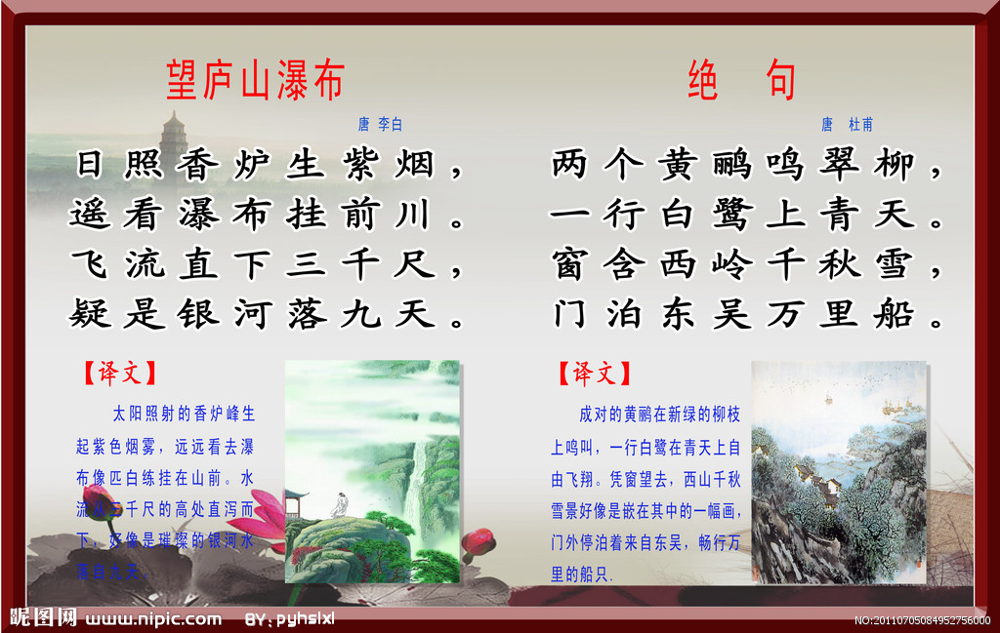 望庐山瀑布
唐 李白
日照香炉生紫烟，
遥看瀑布挂前川。
飞流直下三千尺，
疑是银河落九天。
【译文】
太阳照射的香炉峰生
起紫色烟雾，远远看去瀑
布像匹白练挂在山前。水
流从三千尺的高处直泻而
下，好像是璀璨的银河水
落自九天
绝 句
唐 杜甫
两个黄鹂鸣翠柳，
一行白鹭上青天。
窗含西岭千秋雪，
门泊东吴万里船。
【译文】
成对的黄鹂在新绿的柳枝
上鸣叫，一行白鹭在青天上自
由飞翔。凭窗望去，西山千秋
雪景好像是嵌在其中的一幅画，
门外停泊着来自东吴，畅行万
里的船只.
昵图网 www.nipic.com BY:pyhslxl
NO:20110705084952756000